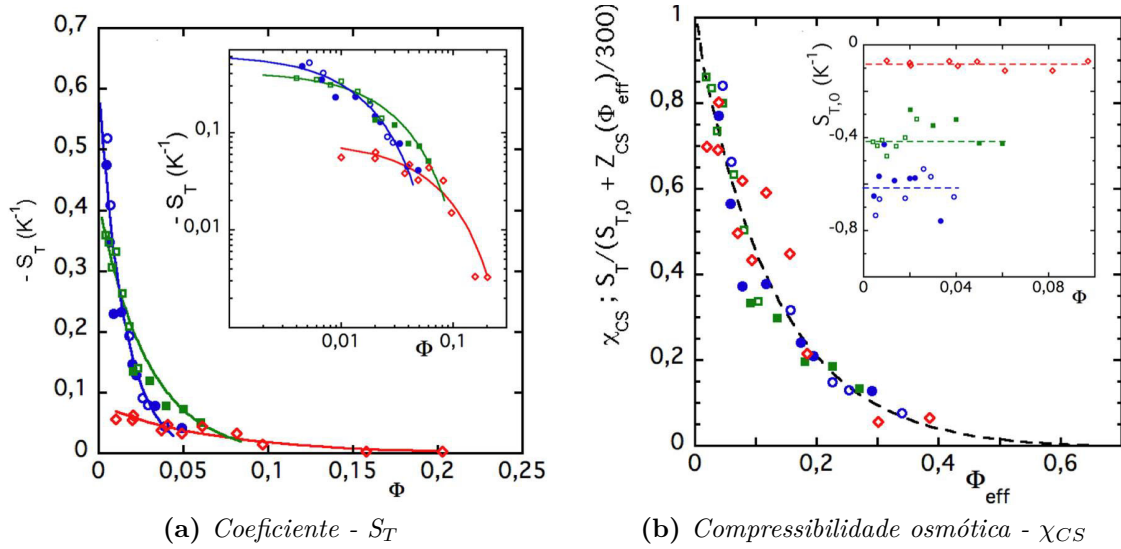 a.
0,7
0,6
0,5
0,4
0,3
0,2
0,1
0
- S_T (K⁻¹)
0
0,05
0,1
0,15
0,2
0,25
Φ
0,1
0,01
- S_T (K⁻¹)
0,01
0,1
Φ
(a) Coeficiente - S_T
b.
1
0,8
0,6
0,4
0,2
0
χ_CS ; S_T/(S_T,0 + Z_CS(Φ_eff)/300)
0
0,2
0,4
0,6
Φ_eff
0
-0,4
-0,8
S_T,0 (K⁻¹)
0
0,04
0,08
Φ
(b) Compressibilidade osmótica - χ_CS